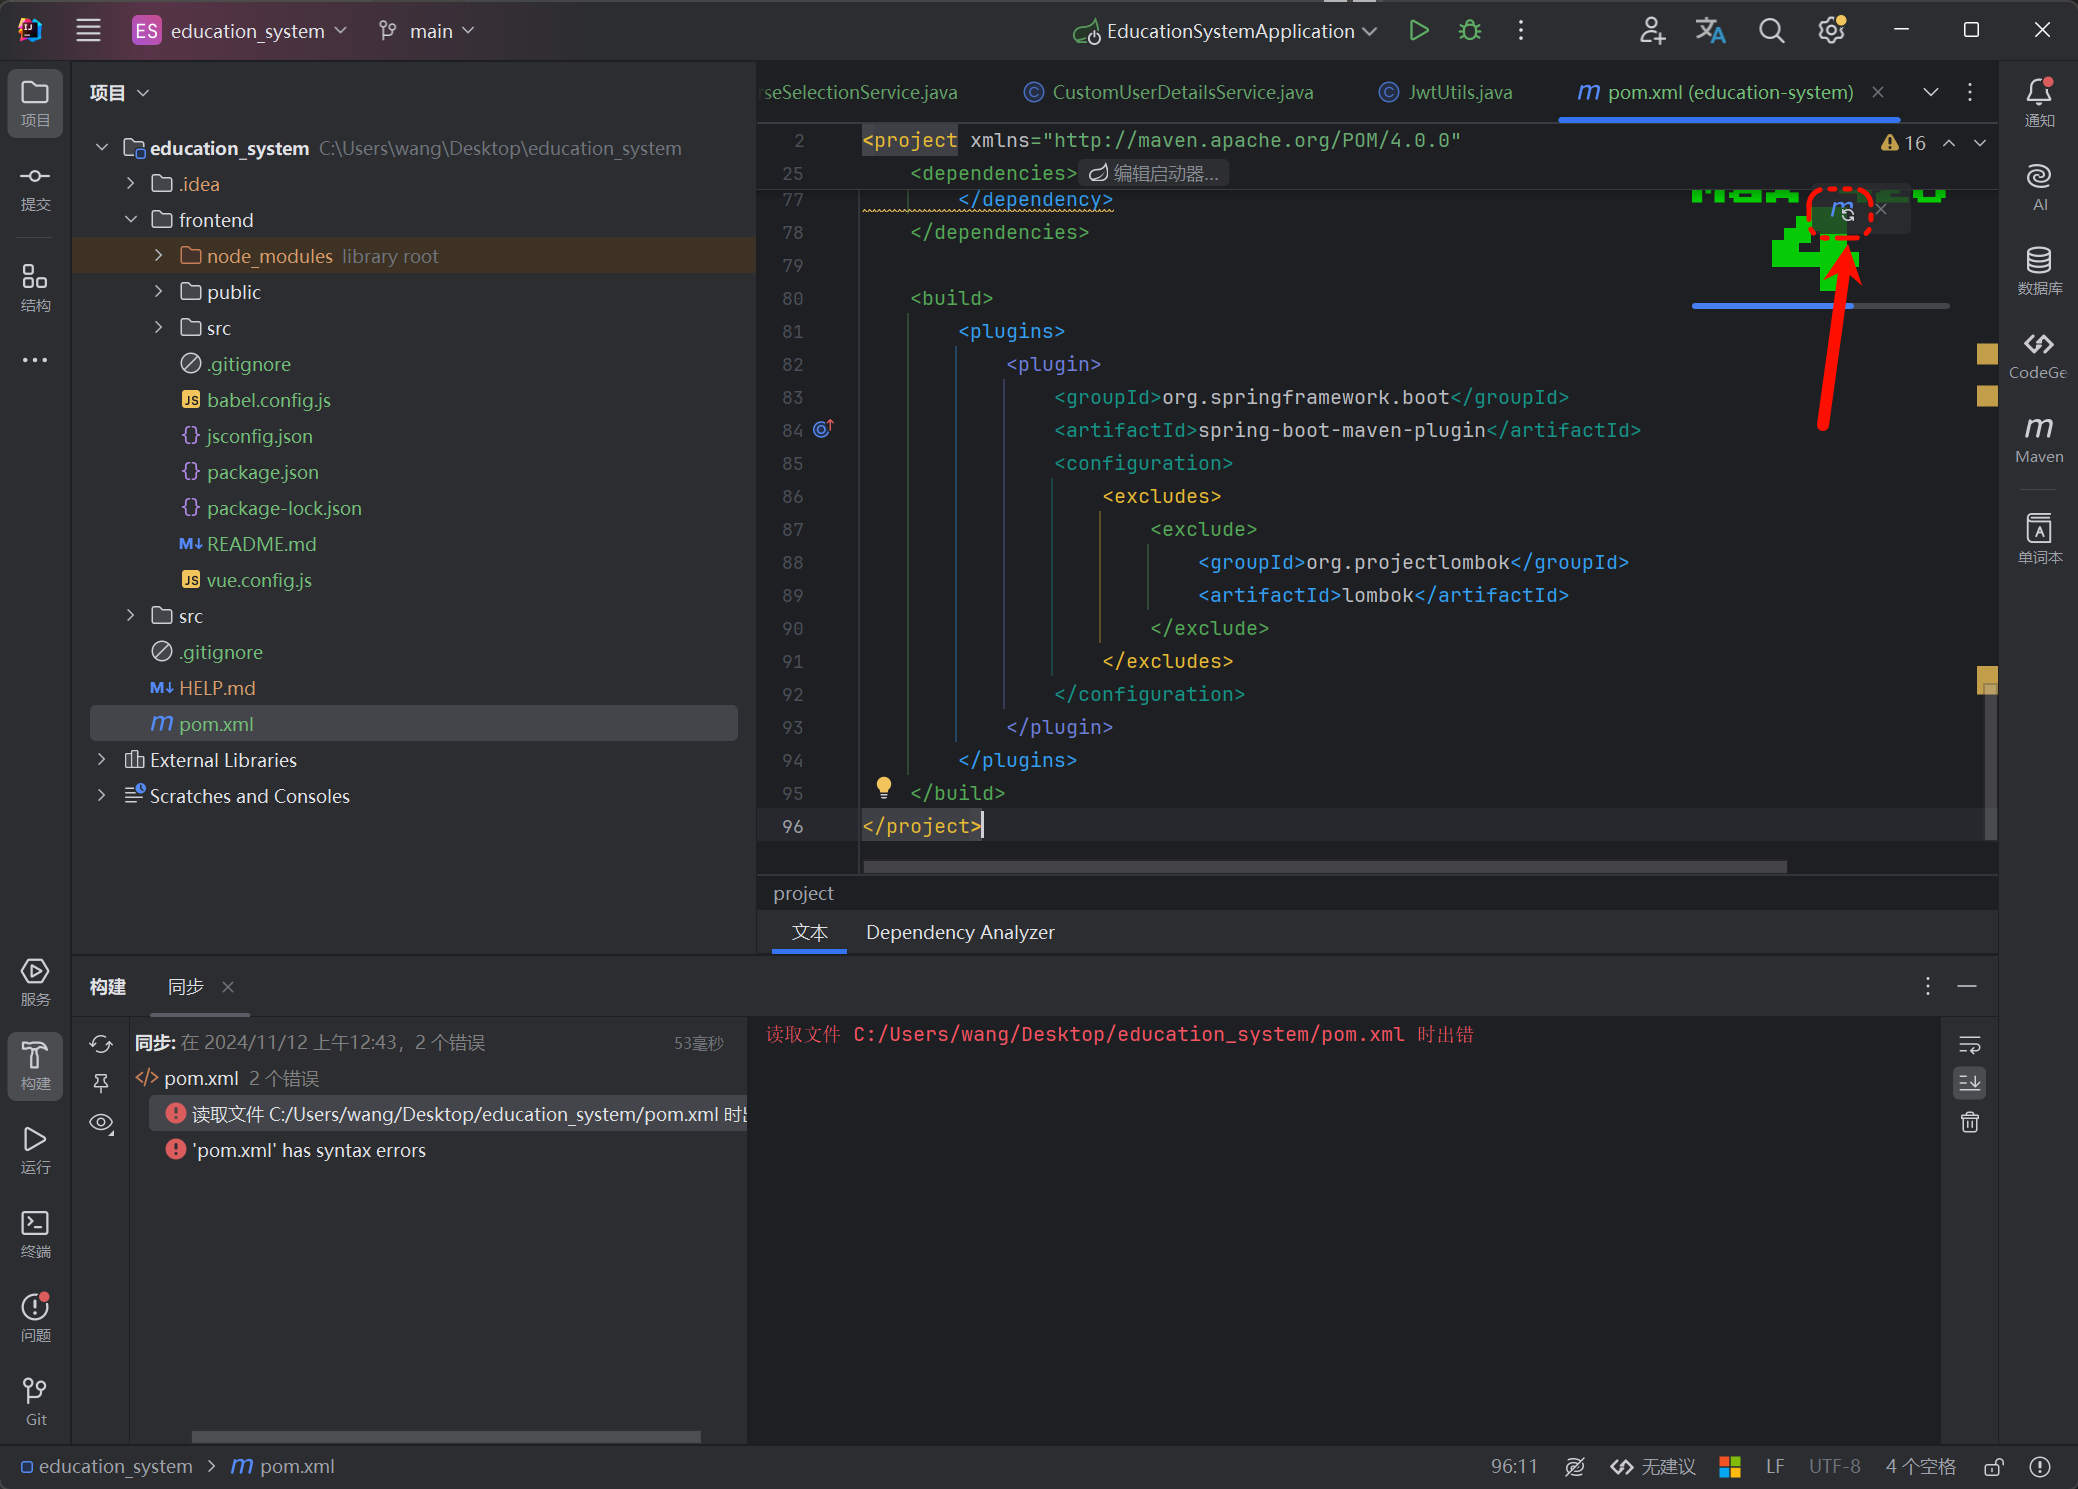 ES education_system main EducationSystemApplication
项目
seSelectionService.java CustomUserDetailsService.java JwtUtils.java pom.xml (education-system)
项目
提交
结构
education_system C:\Users\wang\Desktop\education_system
.idea
frontend
node_modules library root
public
src
.gitignore
babel.config.js
jsconfig.json
package.json
package-lock.json
README.md
vue.config.js
src
.gitignore
HELP.md
pom.xml
External Libraries
Scratches and Consoles
2 <project xmlns="http://maven.apache.org/POM/4.0.0" 16
25 <dependencies> 编辑启动器...
77 </dependency>
78 </dependencies>
79
80 <build>
81 <plugins>
82 <plugin>
83 <groupId>org.springframework.boot</groupId>
84 <artifactId>spring-boot-maven-plugin</artifactId>
85 <configuration>
86 <excludes>
87 <exclude>
88 <groupId>org.projectlombok</groupId>
89 <artifactId>lombok</artifactId>
90 </exclude>
91 </excludes>
92 </configuration>
93 </plugin>
94 </plugins>
95 </build>
96 </project>
project
文本 Dependency Analyzer
通知
AI
数据库
CodeGe
Maven
单词本
服务
构建
运行
终端
问题
Git
构建 同步
同步: 在 2024/11/12 上午12:43，2 个错误 53毫秒
pom.xml 2 个错误
读取文件 C:/Users/wang/Desktop/education_system/pom.xml 时
'pom.xml' has syntax errors
读取文件 C:/Users/wang/Desktop/education_system/pom.xml 时出错
education_system pom.xml 96:11 无建议 LF UTF-8 4 个空格